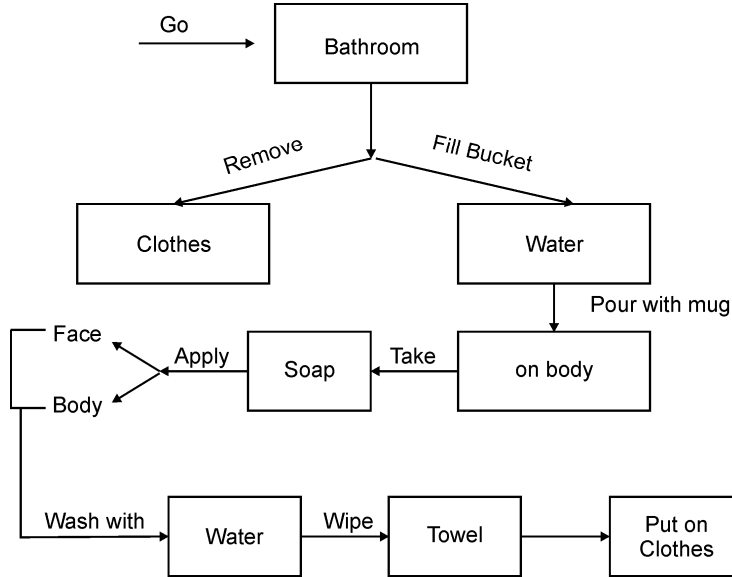 Go
Bathroom
Remove
Fill Bucket
Clothes
Water
Pour with mug
on body
Take
Soap
Apply
Face
Body
Wash with
Water
Wipe
Towel
Put on
Clothes